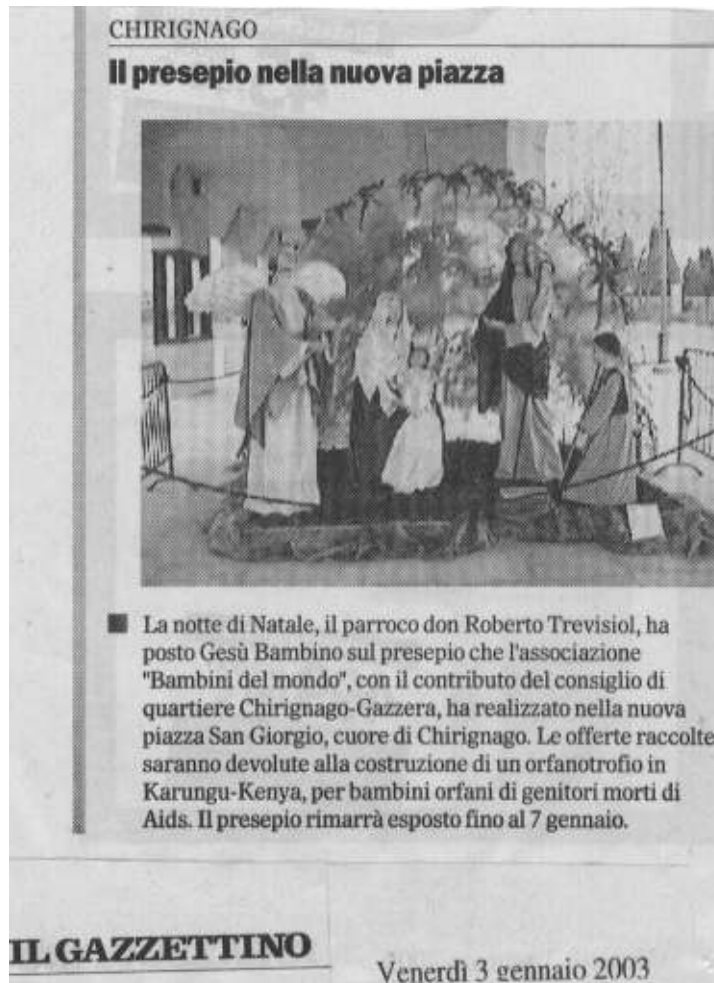 CHIRIGNAGO
Il presepio nella nuova piazza
La notte di Natale, il parroco don Roberto Trevisiol, ha
posto Gesù Bambino sul presepio che l'associazione
"Bambini del mondo", con il contributo del consiglio di
quartiere Chirignago-Gazzera, ha realizzato nella nuova
piazza San Giorgio, cuore di Chirignago. Le offerte raccolte
saranno devolute alla costruzione di un orfanotrofio in
Karungu-Kenya, per bambini orfani di genitori morti di
Aids. Il presepio rimarrà esposto fino al 7 gennaio.
IL GAZZETTINO
Venerdì 3 gennaio 2003